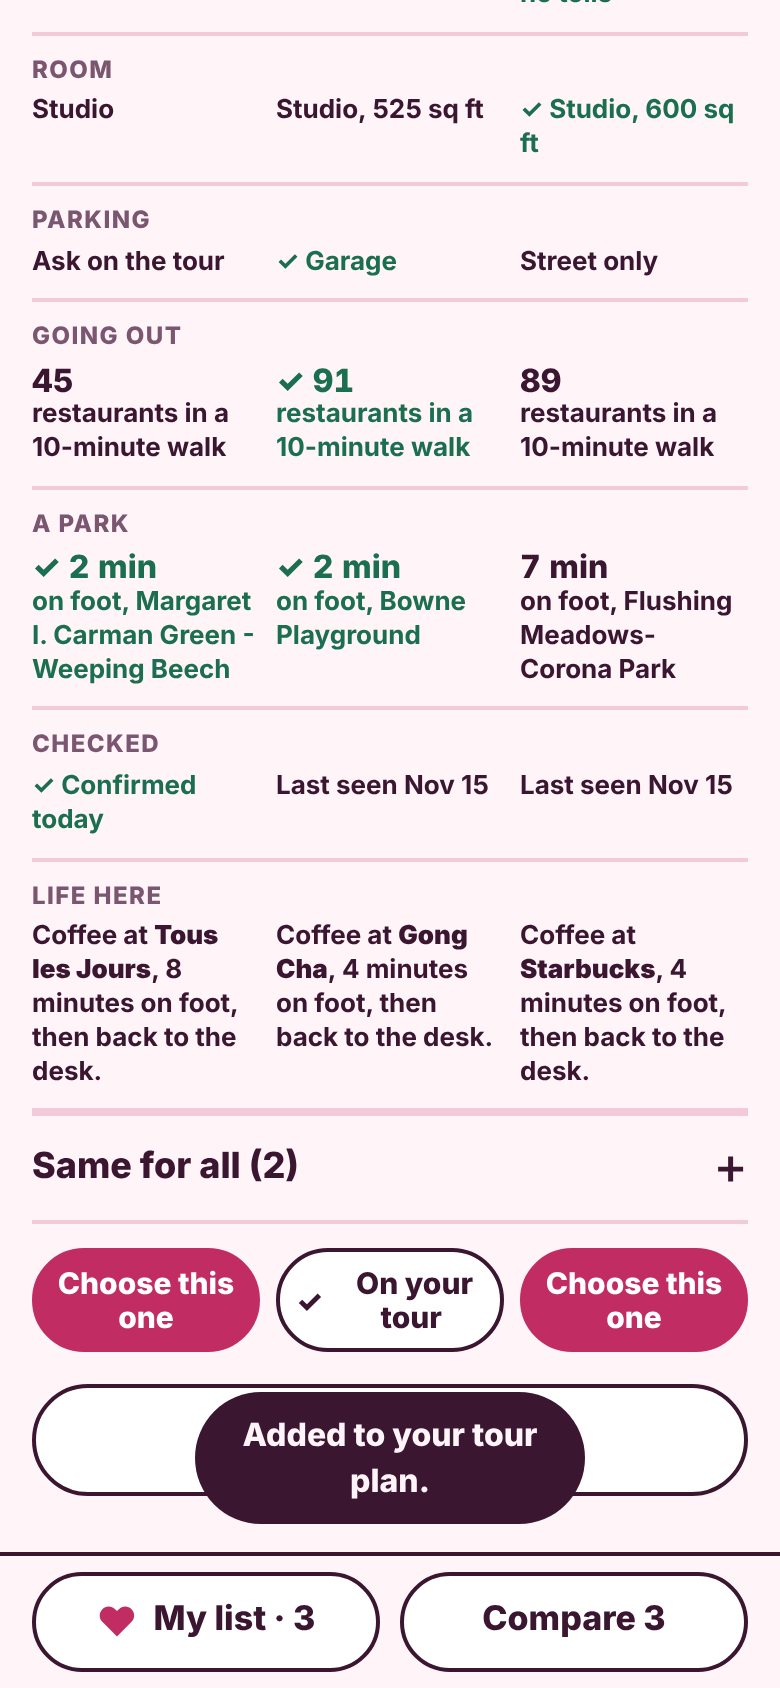 ROOM
Studio
Studio, 525 sq ft
✓ Studio, 600 sq
ft
PARKING
Ask on the tour
✓ Garage
Street only
GOING OUT
45
restaurants in a
10-minute walk
✓ 91
restaurants in a
10-minute walk
89
restaurants in a
10-minute walk
A PARK
✓ 2 min
on foot, Margaret
I. Carman Green -
Weeping Beech
✓ 2 min
on foot, Bowne
Playground
7 min
on foot, Flushing
Meadows-
Corona Park
CHECKED
✓ Confirmed
today
Last seen Nov 15
Last seen Nov 15
LIFE HERE
Coffee at Tous
les Jours, 8
minutes on foot,
then back to the
desk.
Coffee at Gong
Cha, 4 minutes
on foot, then
back to the desk.
Coffee at
Starbucks, 4
minutes on foot,
then back to the
desk.
Same for all (2)
+
Choose this
one
✓ On your
tour
Choose this
one
Added to your tour
plan.
My list · 3
Compare 3